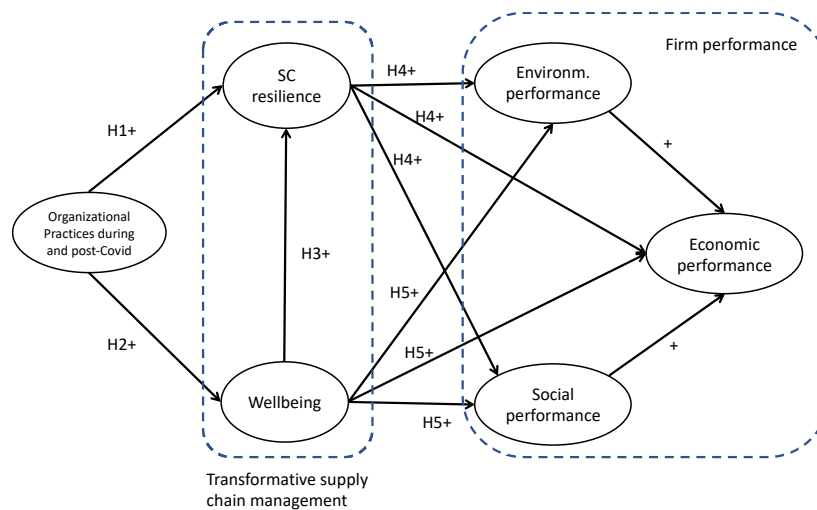 Firm performance
SC
resilience
H4+
Environm.
performance
H4+
H1+
H4+
+
Organizational
Practices during
and post-Covid
H3+
Economic
performance
H5+
H2+
H5+
+
Wellbeing
H5+
Social
performance
Transformative supply
chain management